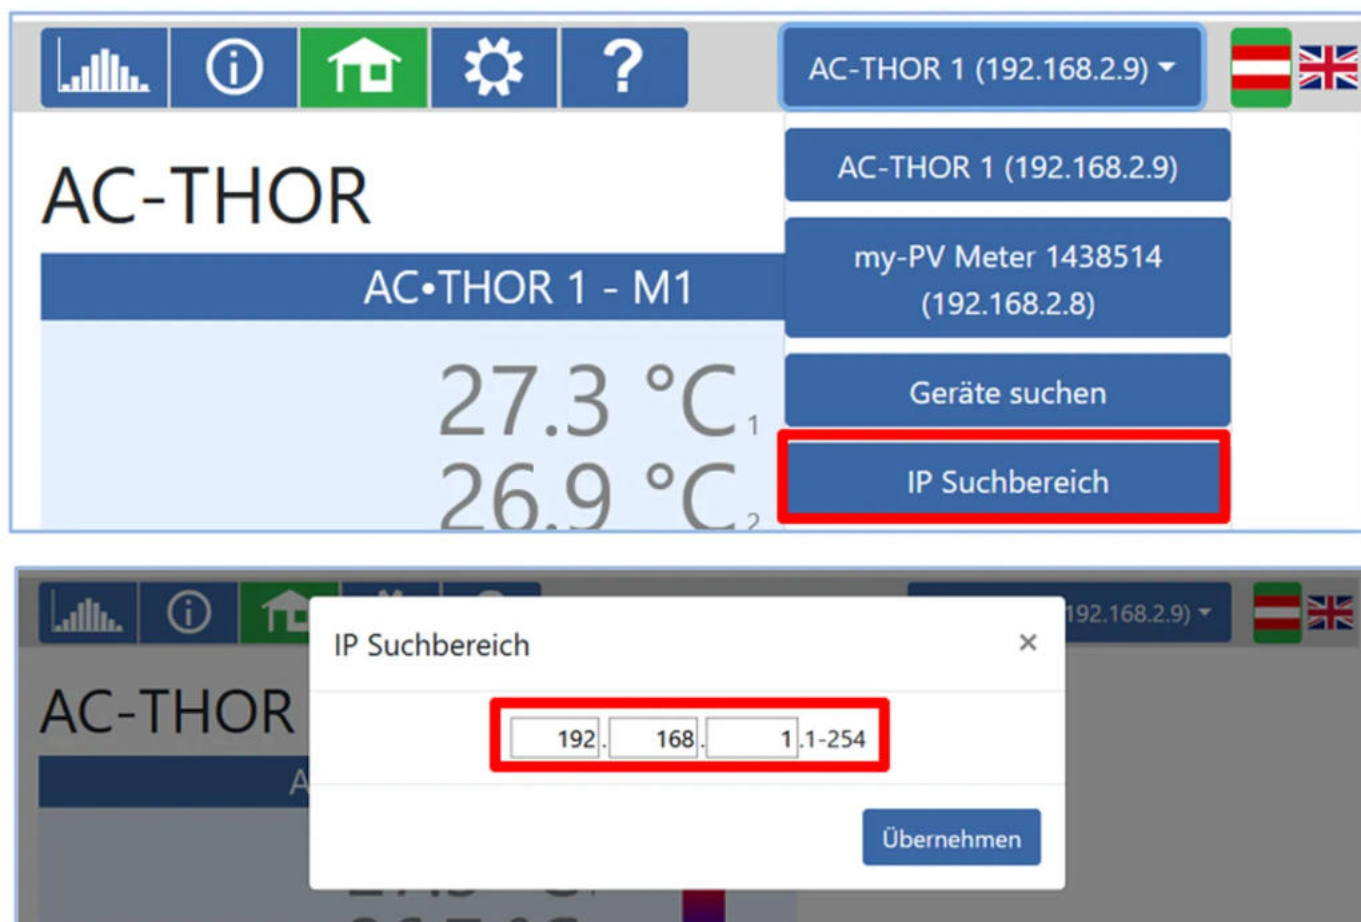 AC-THOR 1 (192.168.2.9)
AC-THOR
AC•THOR 1 - M1
27.3 °C 1
26.9 °C 2
AC-THOR 1 (192.168.2.9)
my-PV Meter 1438514
(192.168.2.8)
Geräte suchen
IP Suchbereich
192.168.2.9)
AC-THOR
A
IP Suchbereich
×
192. 168. 1.1-254
Übernehmen